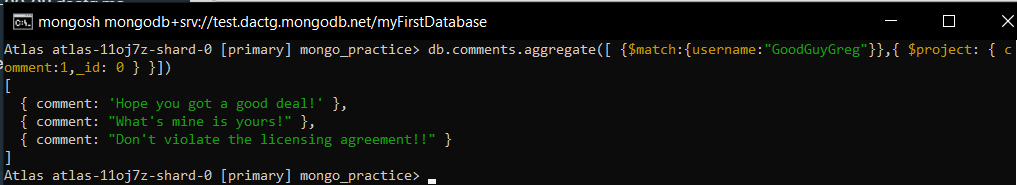 mongosh mongodb+srv://test.dactg.mongodb.net/myFirstDatabase
Atlas atlas-11oj7z-shard-0 [primary] mongo_practice> db.comments.aggregate([ {$match:{username:"GoodGuyGreg"}},{ $project: { c
omment:1,_id: 0 } }])
[
{ comment: 'Hope you got a good deal!' },
{ comment: "What's mine is yours!" },
{ comment: "Don't violate the licensing agreement!!" }
]
Atlas atlas-11oj7z-shard-0 [primary] mongo_practice>